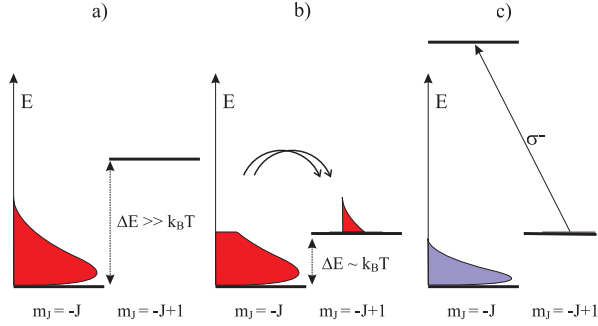 a)
b)
c)
E
E
E
σ⁻
ΔE >> k_BT
ΔE ~ k_BT
m_J = -J
m_J = -J+1
m_J = -J
m_J = -J+1
m_J = -J
m_J = -J+1